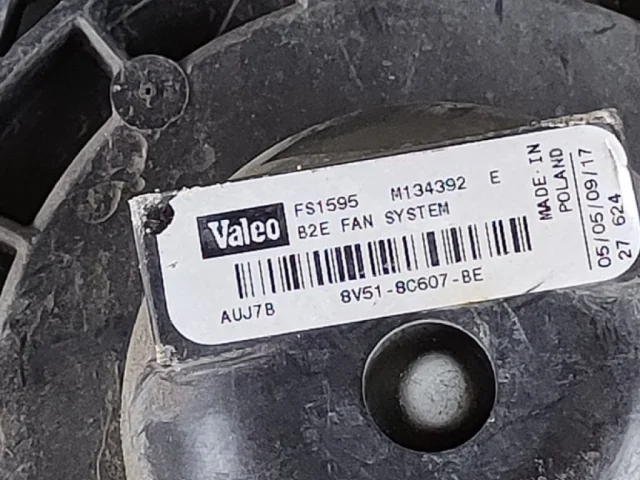 Valeo
FS1595 M134392 E
B2E FAN SYSTEM
8V51-8C607-BE
AUJ7B
MADE-IN
POLAND
05/05/09/17
27 624